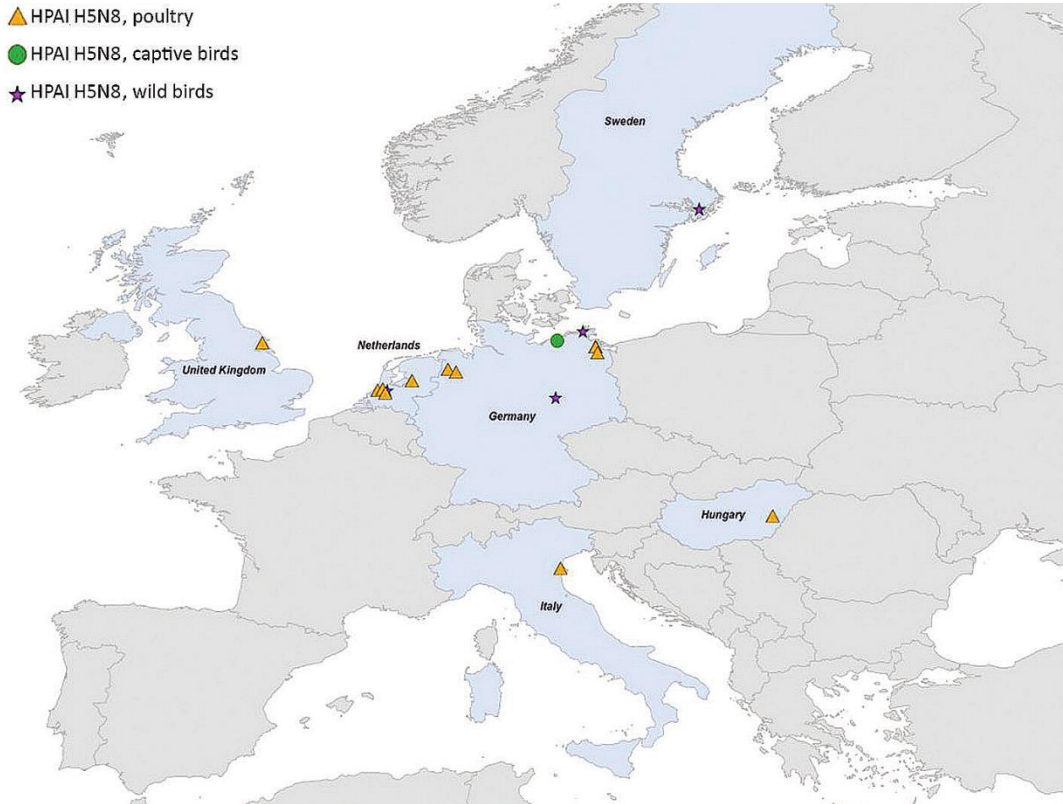 HPAI H5N8, poultry
HPAI H5N8, captive birds
HPAI H5N8, wild birds
Sweden
Netherlands
United Kingdom
Germany
Hungary
Italy